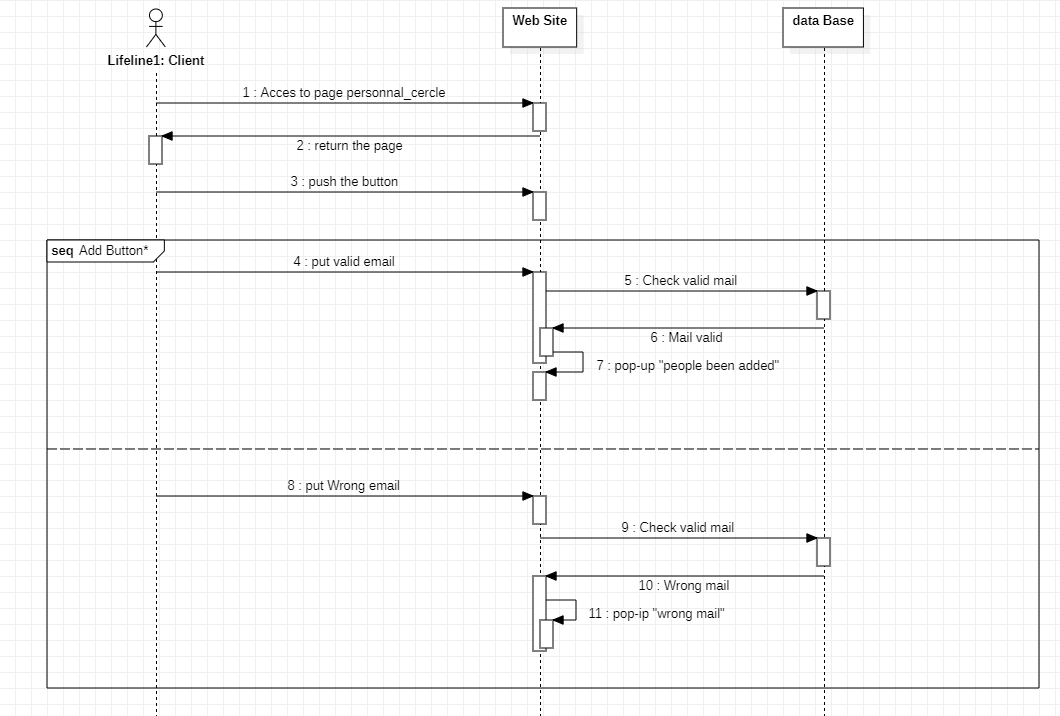 Web Site
data Base
Lifeline1: Client
1 : Acces to page personnal_cercle
2 : return the page
3 : push the button
seq Add Button*
4 : put valid email
5 : Check valid mail
6 : Mail valid
7 : pop-up "people been added"
8 : put Wrong email
9 : Check valid mail
10 : Wrong mail
11 : pop-ip "wrong mail"